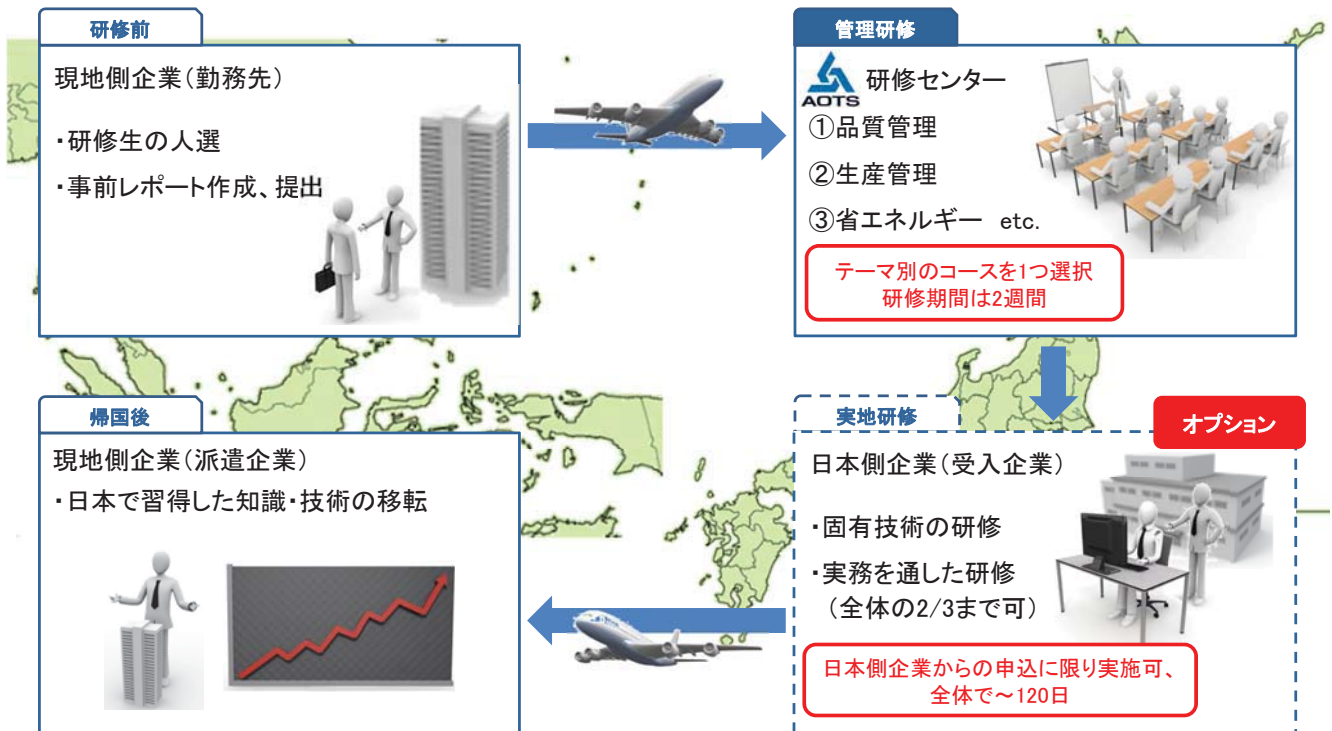 研修前
現地側企業(勤務先)
・研修生の人選
・事前レポート作成、提出
管理研修
AOTS 研修センター
①品質管理
②生産管理
③省エネルギー etc.
テーマ別のコースを1つ選択
研修期間は2週間
実地研修
オプション
日本側企業(受入企業)
・固有技術の研修
・実務を通した研修
(全体の2/3まで可)
日本側企業からの申込に限り実施可、
全体で～120日
帰国後
現地側企業(派遣企業)
・日本で習得した知識・技術の移転